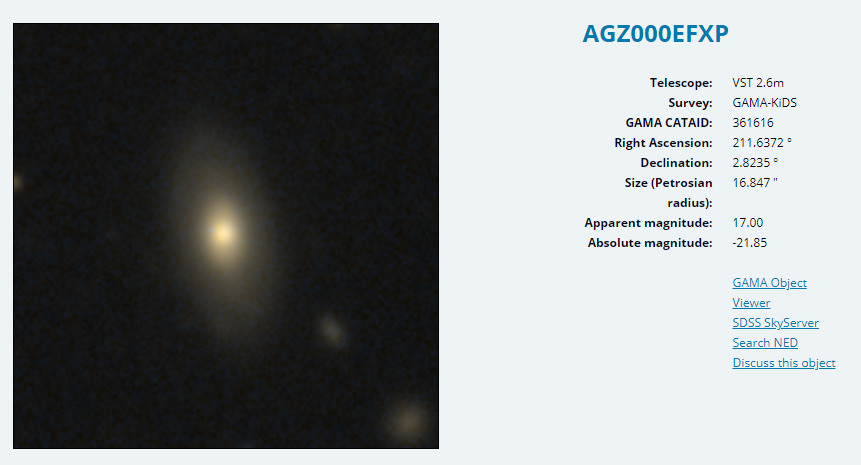 AGZ000EFXP
Telescope: VST 2.6m
Survey: GAMA-KiDS
GAMA CATAID: 361616
Right Ascension: 211.6372 °
Declination: 2.8235 °
Size (Petrosian 16.847 "
radius):
Apparent magnitude: 17.00
Absolute magnitude: -21.85
GAMA Object
Viewer
SDSS SkyServer
Search NED
Discuss this object